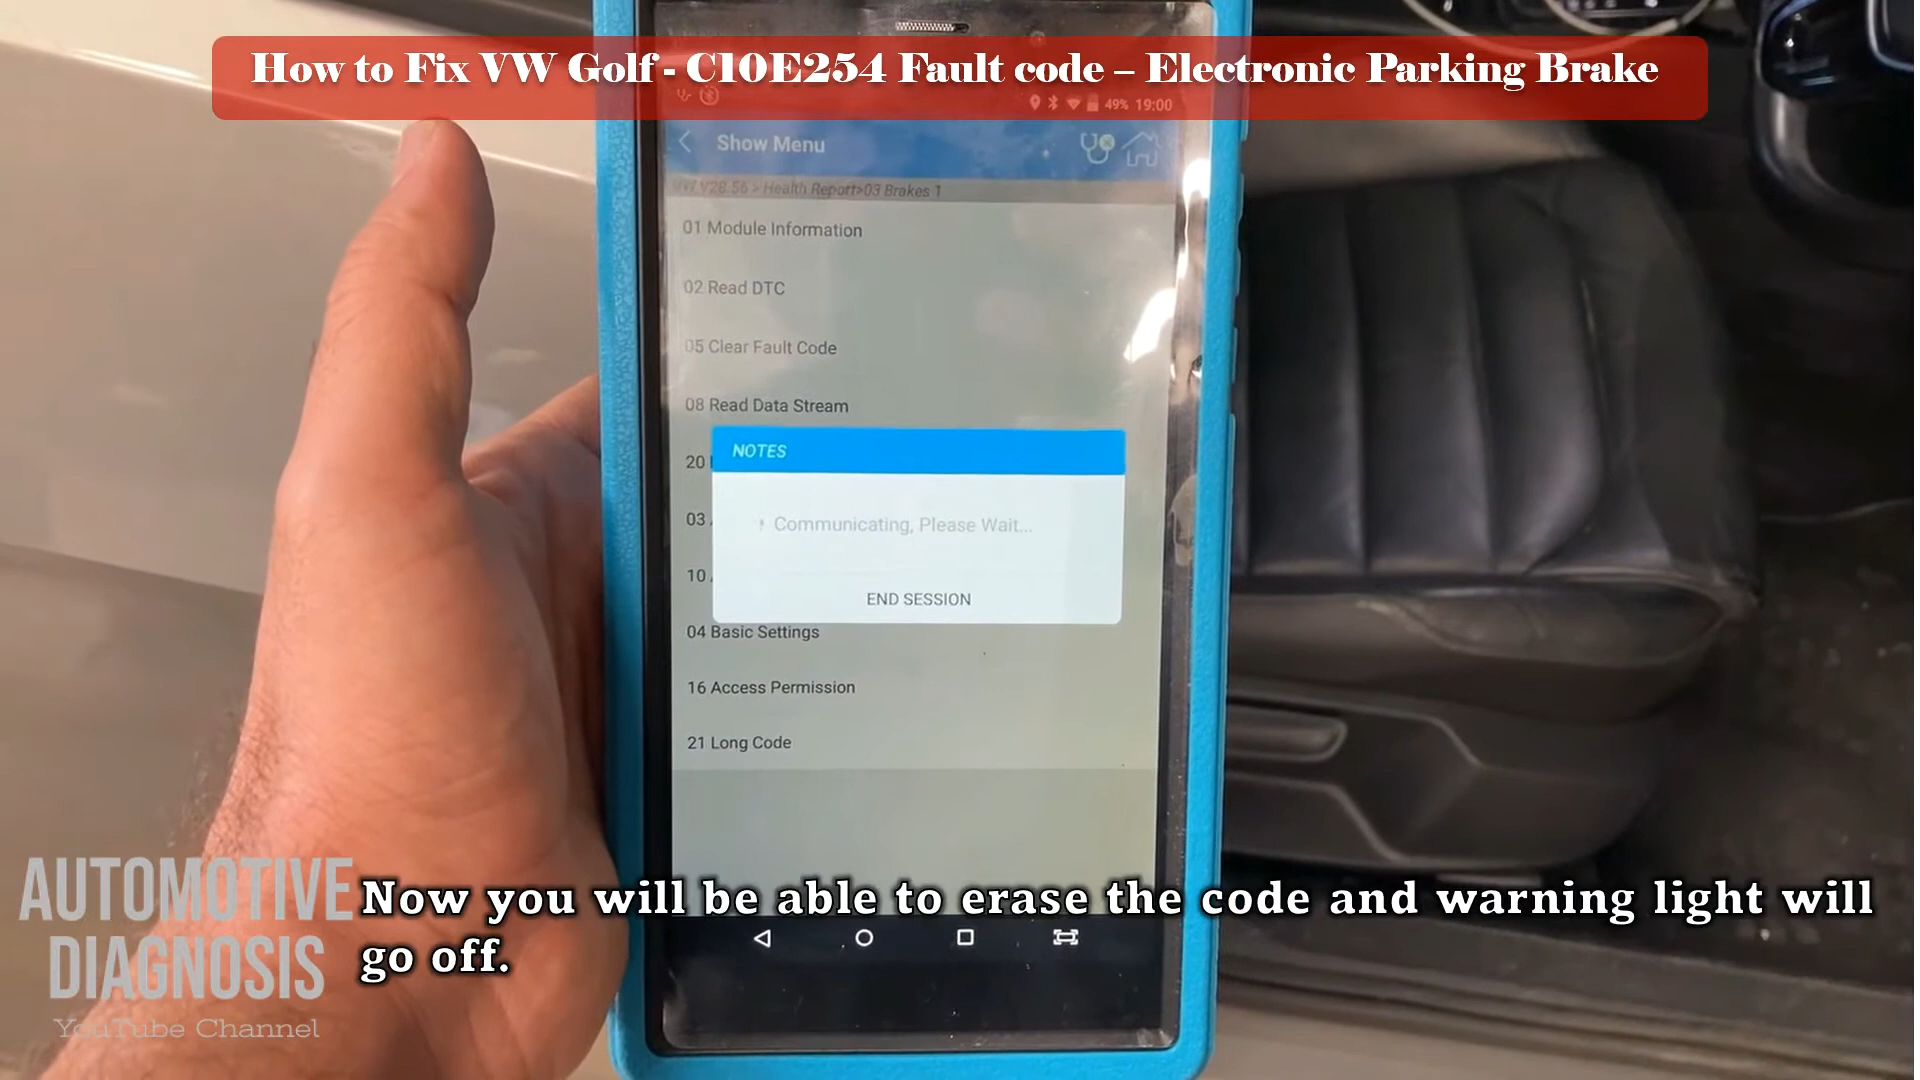 How to Fix VW Golf - C10E254 Fault code – Electronic Parking Brake
49% 19:00
Show Menu
VW V28.56 > Health Report>03 Brakes 1
01 Module Information
02 Read DTC
05 Clear Fault Code
08 Read Data Stream
20
NOTES
03
Communicating, Please Wait...
10
END SESSION
04 Basic Settings
16 Access Permission
21 Long Code
AUTOMOTIVE
DIAGNOSIS
YouTube Channel
Now you will be able to erase the code and warning light will
go off.